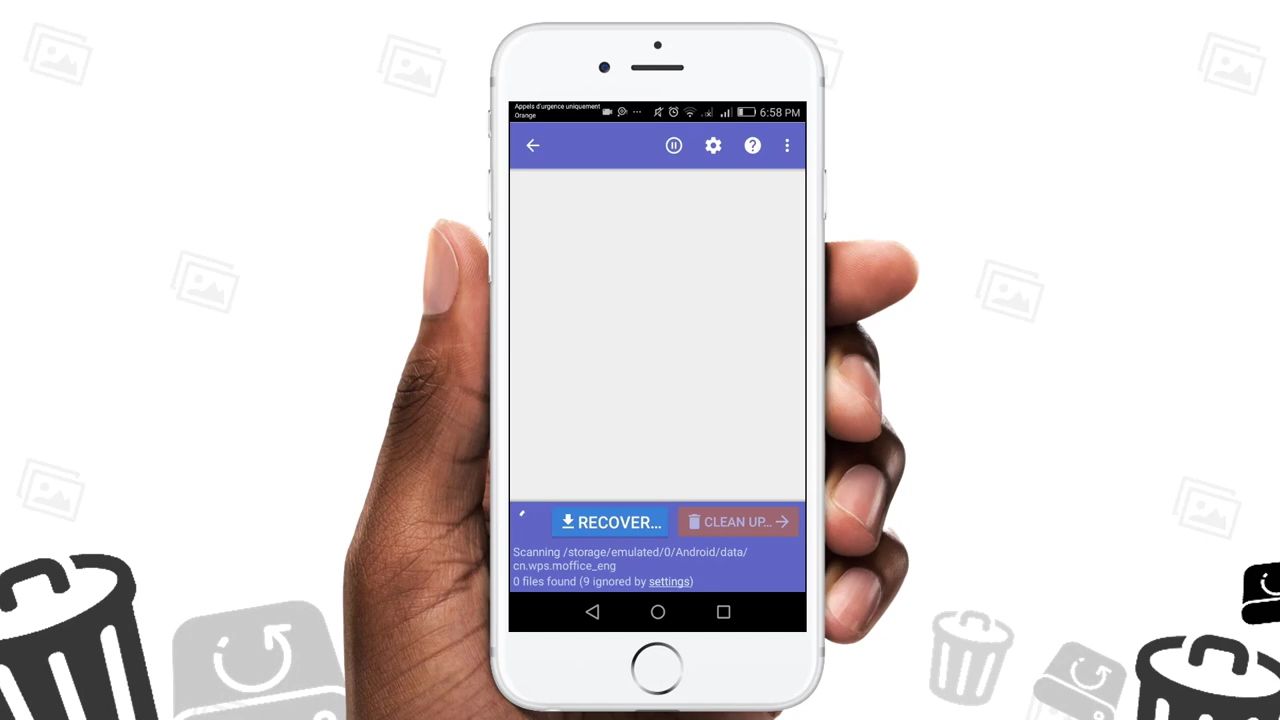 Appels d'urgence uniquement
Orange
6:58 PM
RECOVER...
CLEAN UP...
Scanning /storage/emulated/0/Android/data/
cn.wps.moffice_eng
0 files found (9 ignored by settings)